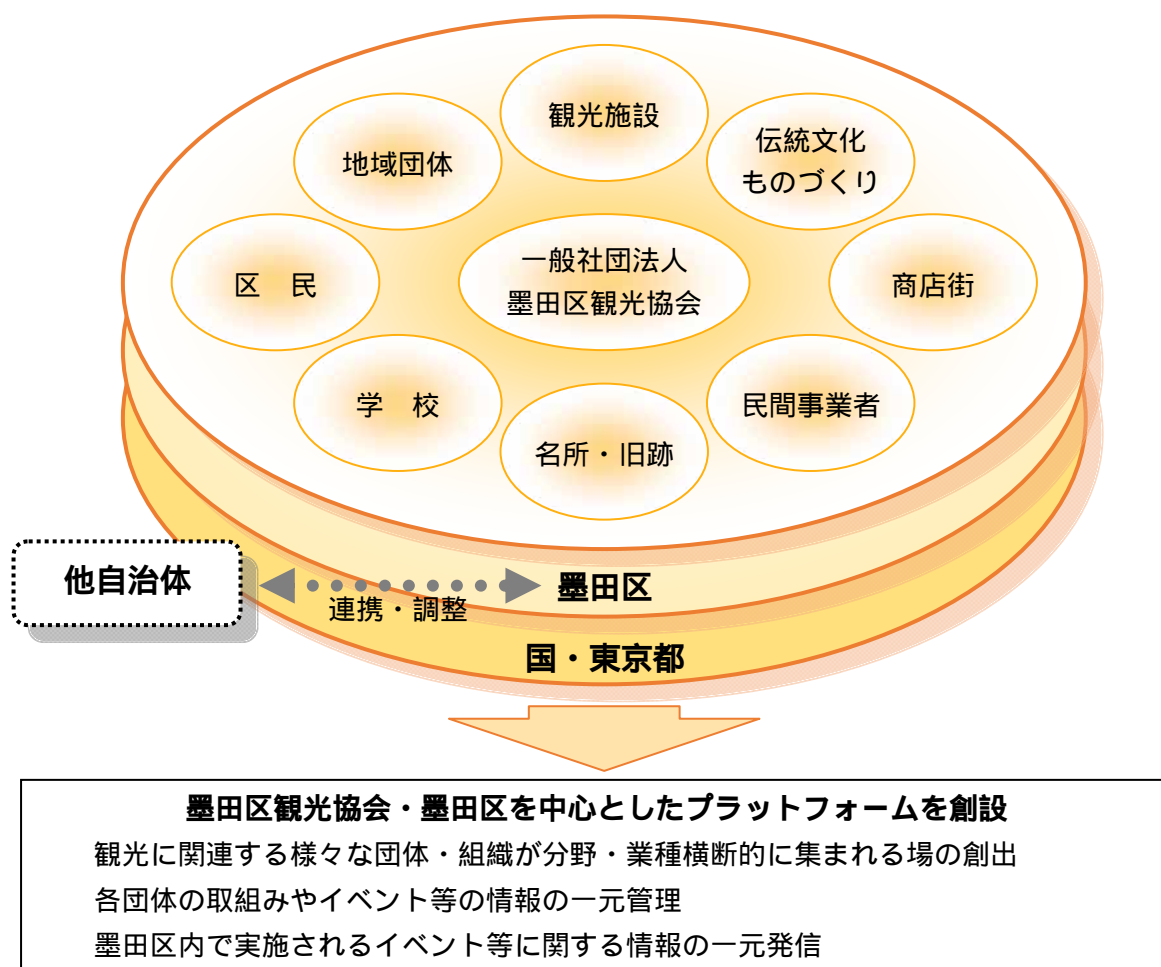 観光施設
地域団体
伝統文化
ものづくり
区　民
一般社団法人
墨田区観光協会
商店街
学　校
民間事業者
名所・旧跡
他自治体
連携・調整
墨田区
国・東京都
墨田区観光協会・墨田区を中心としたプラットフォームを創設
観光に関連する様々な団体・組織が分野・業種横断的に集まれる場の創出
各団体の取組みやイベント等の情報の一元管理
墨田区内で実施されるイベント等に関する情報の一元発信